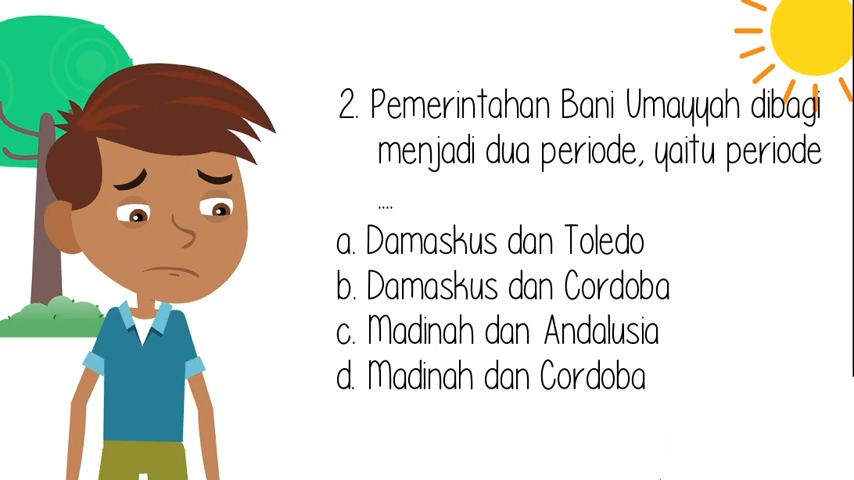 2. Pemerintahan Bani Umayyah dibagi
menjadi dua periode, yaitu periode
....
a. Damaskus dan Toledo
b. Damaskus dan Cordoba
c. Madinah dan Andalusia
d. Madinah dan Cordoba